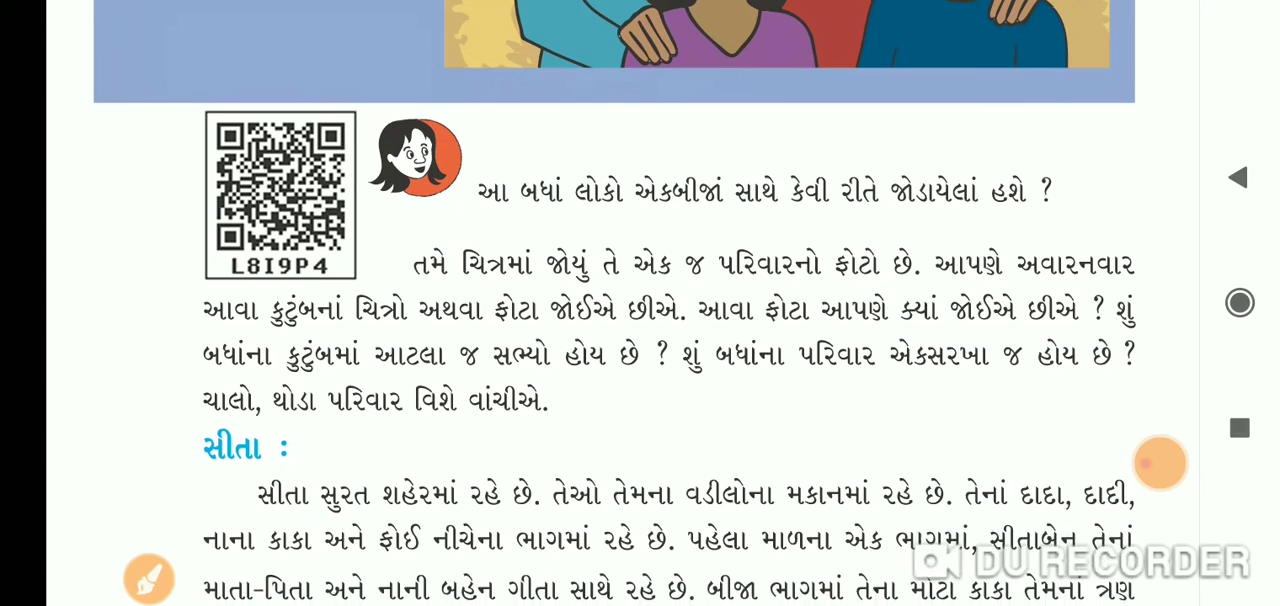 આ બધાં લોકો એકબીજાં સાથે કેવી રીતે જોડાયેલાં હશે ?
L8I9P4
તમે ચિત્રમાં જોયું તે એક જ પરિવારનો ફોટો છે. આપણે અવારનવાર
આવા કુટુંબનાં ચિત્રો અથવા ફોટા જોઈએ છીએ. આવા ફોટા આપણે ક્યાં જોઈએ છીએ ? શું
બધાંના કુટુંબમાં આટલા જ સભ્યો હોય છે ? શું બધાંના પરિવાર એકસરખા જ હોય છે ?
ચાલો, થોડા પરિવાર વિશે વાંચીએ.
સીતા :
સીતા સુરત શહેરમાં રહે છે. તેઓ તેમના વડીલોના મકાનમાં રહે છે. તેનાં દાદા, દાદી,
નાના કાકા અને ફોઈ નીચેના ભાગમાં રહે છે. પહેલા માળના એક ભાગમાં, સીતાબેન તેનાં
માતા-પિતા અને નાની બહેન ગીતા સાથે રહે છે. બીજા ભાગમાં તેના મોટા કાકા તેમનાં ત્રણ
DU RECORDER